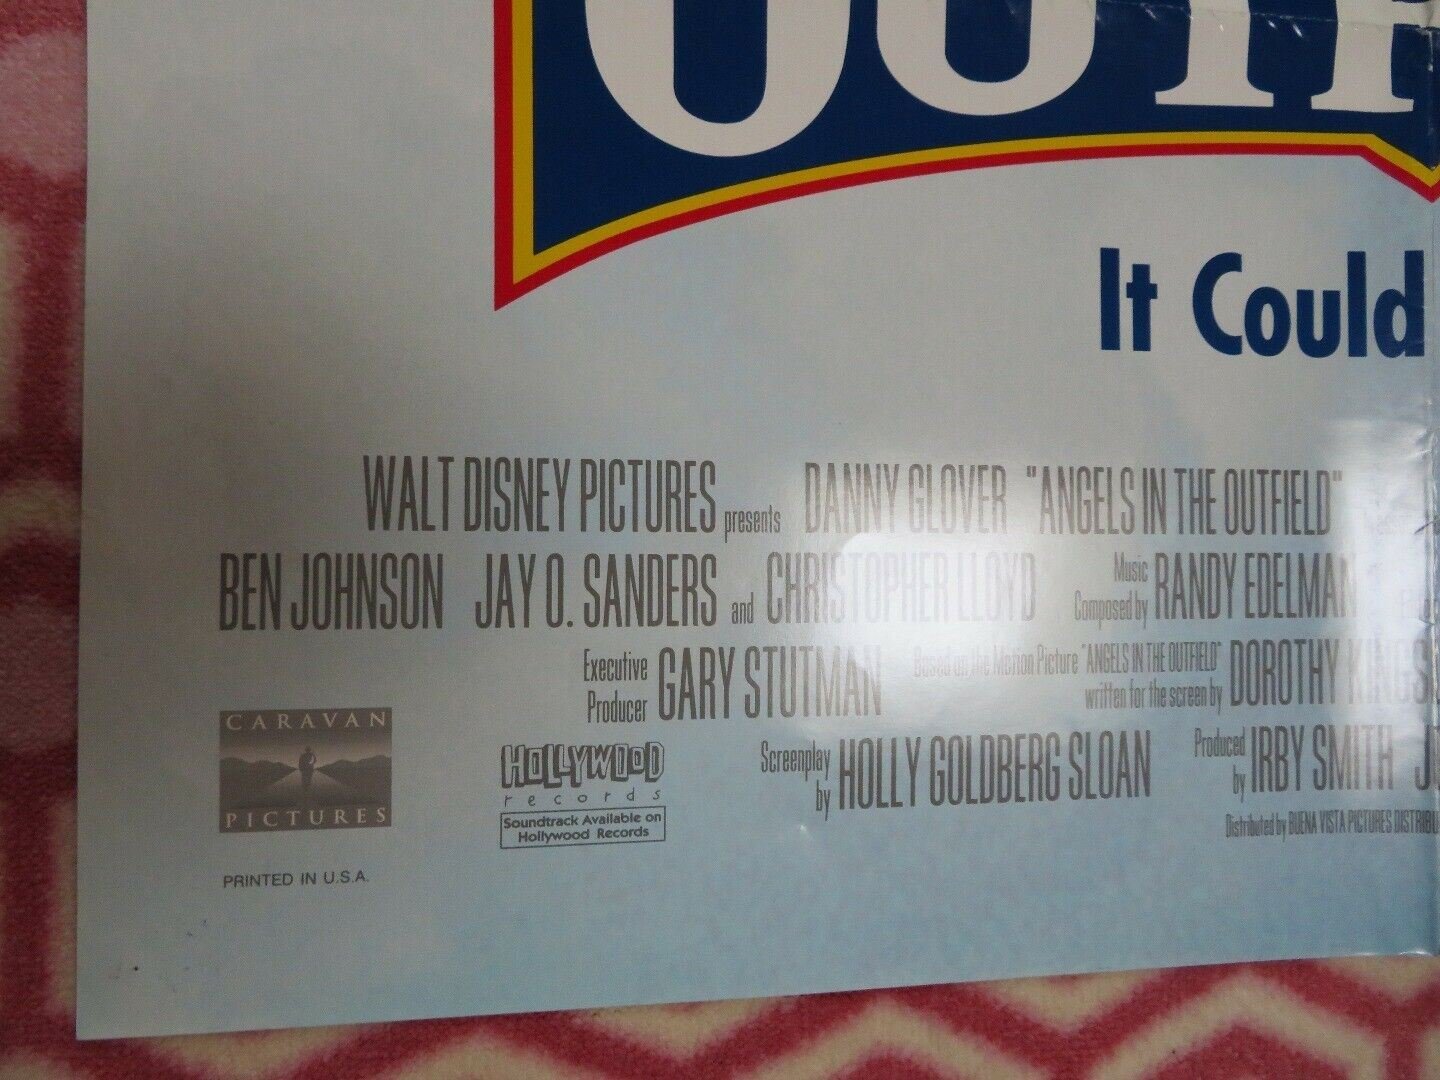 It Could
WALT DISNEY PICTURES presents DANNY GLOVER "ANGELS IN THE OUTFIELD"
BEN JOHNSON JAY O. SANDERS and CHRISTOPHER LLOYD Music Composed by RANDY EDELMAN
Executive Producer GARY STUTMAN Based on the Motion Picture "ANGELS IN THE OUTFIELD" written for the screen by DOROTHY KINGS
CARAVAN
PICTURES
HOLLYWOOD
records
Soundtrack Available on
Hollywood Records
Screenplay by HOLLY GOLDBERG SLOAN Produced by IRBY SMITH
Distributed by BUENA VISTA PICTURES DISTRIBU
PRINTED IN U.S.A.